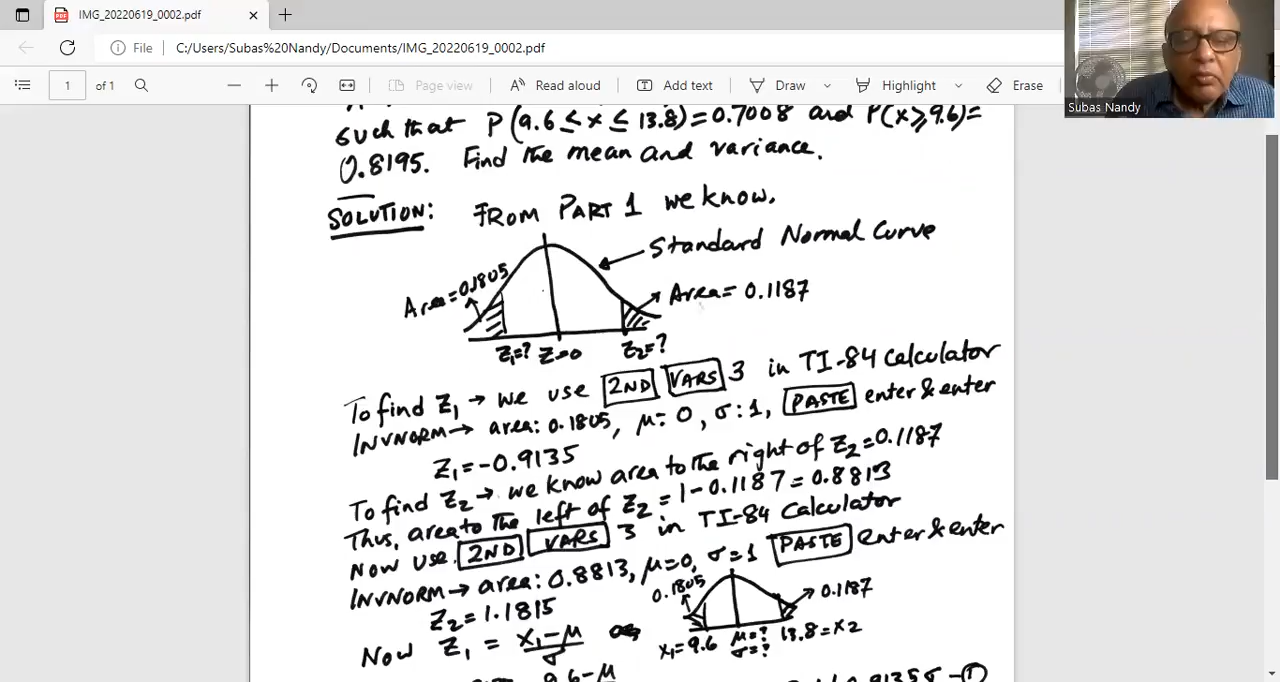 IMG_20220619_0002.pdf
File C:/Users/Subas%20Nandy/Documents/IMG_20220619_0002.pdf
1 of 1 Page view Read aloud Add text Draw Highlight Erase
Subas Nandy
such that P(9.6 ≤ x ≤ 13.8) = 0.7008 and P(x ≥ 9.6) =
0.8195. Find the mean and variance.
SOLUTION: FROM PART 1 we know,
Standard Normal Curve
Area = 0.1805
Area = 0.1187
Z1=? Z=0 Z2=?
To find Z1 → we use 2ND VARS 3 in TI-84 Calculator
INVNORM → area: 0.1805, μ: 0, σ: 1, PASTE enter & enter
Z1 = -0.9135
To find Z2 → we know area to the right of Z2 = 0.1187
Thus, area to the left of Z2 = 1 - 0.1187 = 0.8813
Now use 2ND VARS 3 in TI-84 Calculator
INVNORM → area: 0.8813, μ=0, σ=1 PASTE enter & enter
Z2 = 1.1815
0.1805
0.1187
Now Z1 = x1-μ / σ
x1=9.6 μ=? 13.8=x2
σ=?
9.6-μ
0.9135σ - ①